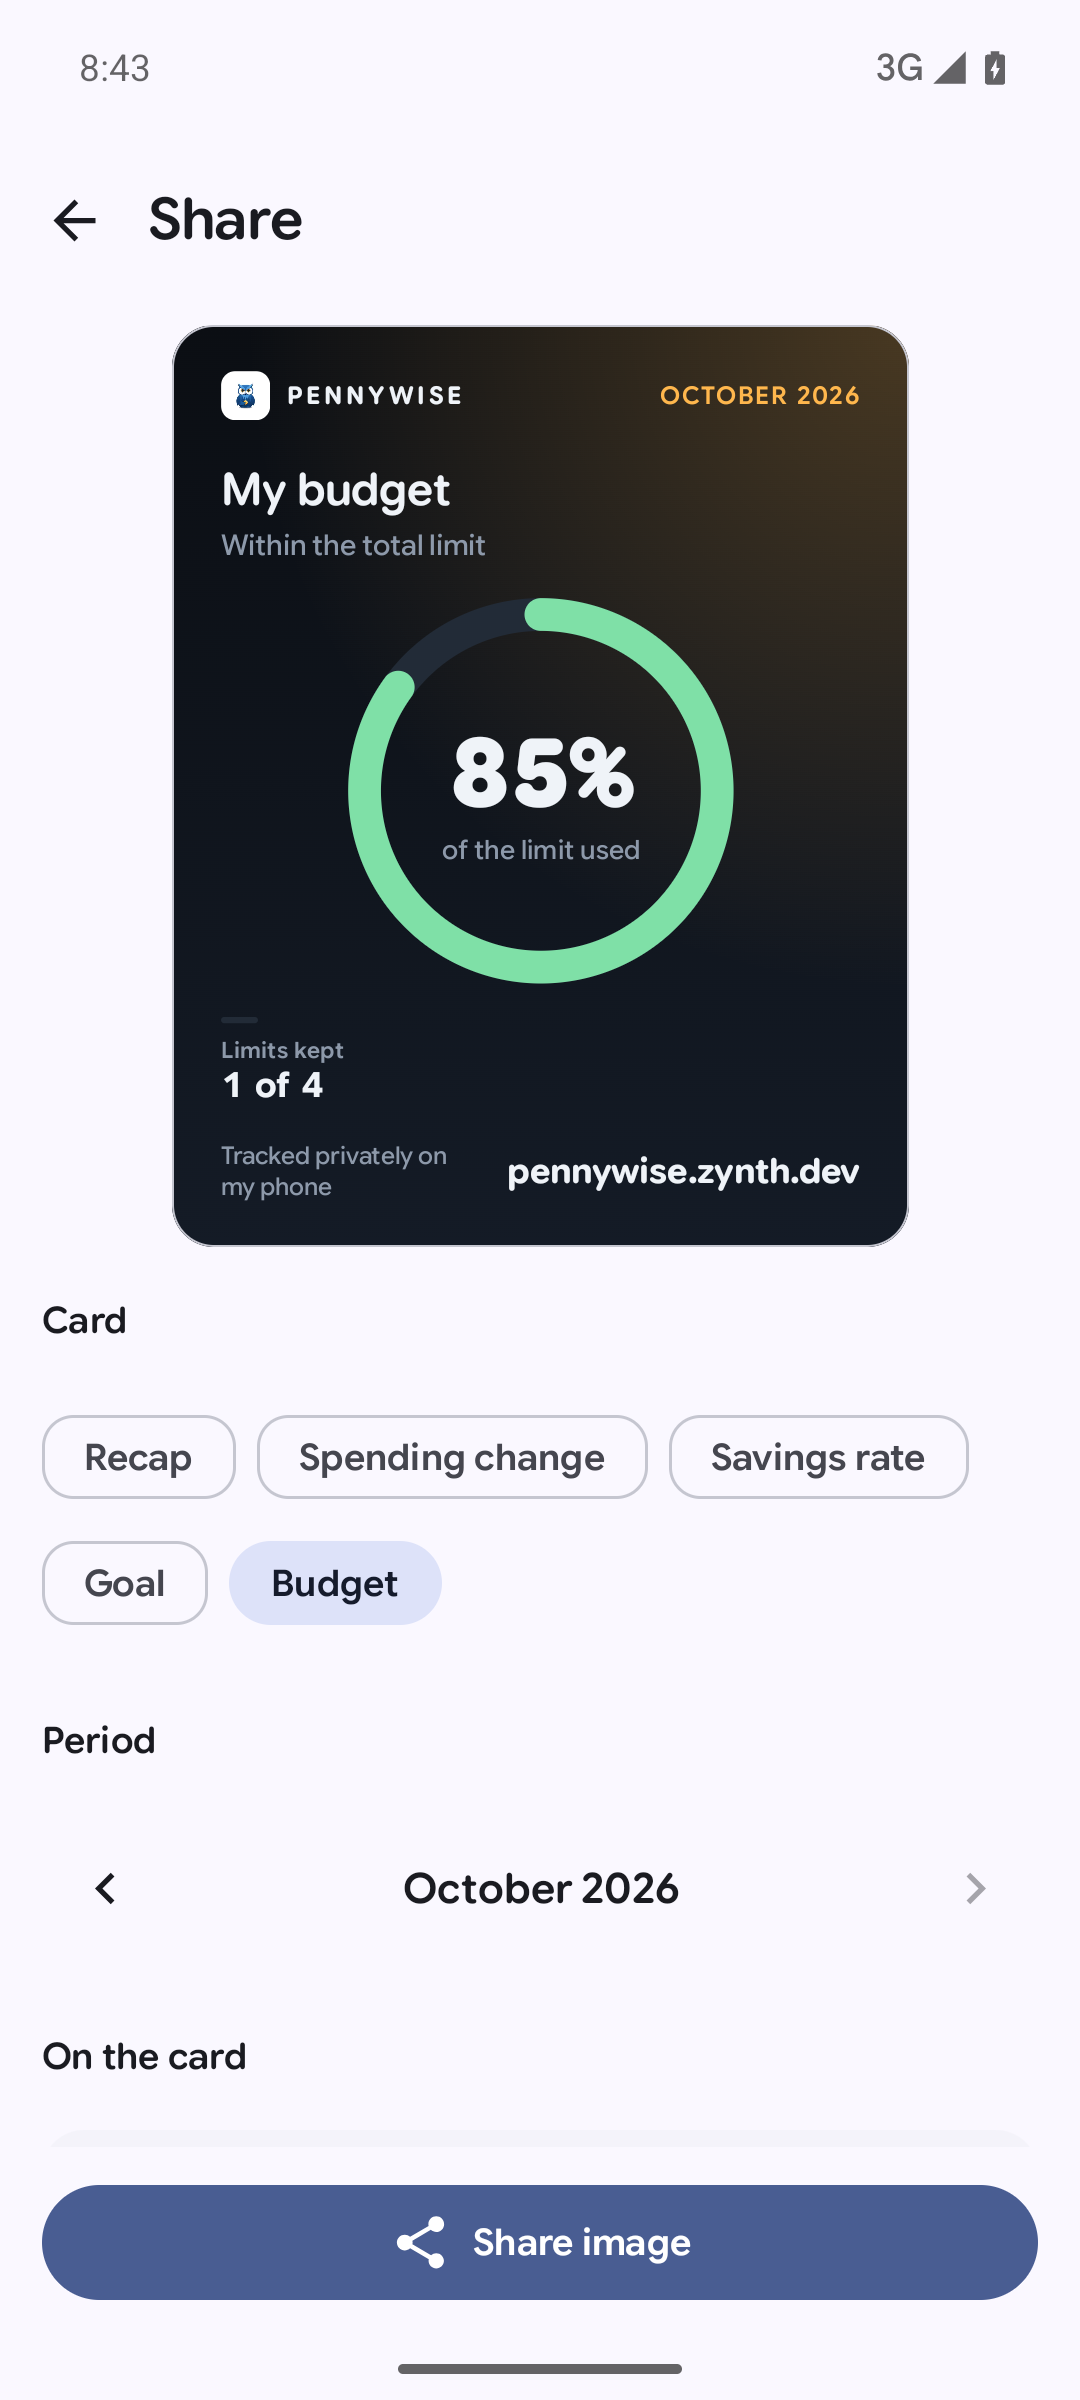 8:43
3G
Share
PENNYWISE
OCTOBER 2026
My budget
Within the total limit
85%
of the limit used
Limits kept
1 of 4
Tracked privately on
my phone
pennywise.zynth.dev
Card
Recap
Spending change
Savings rate
Goal
Budget
Period
October 2026
On the card
Share image